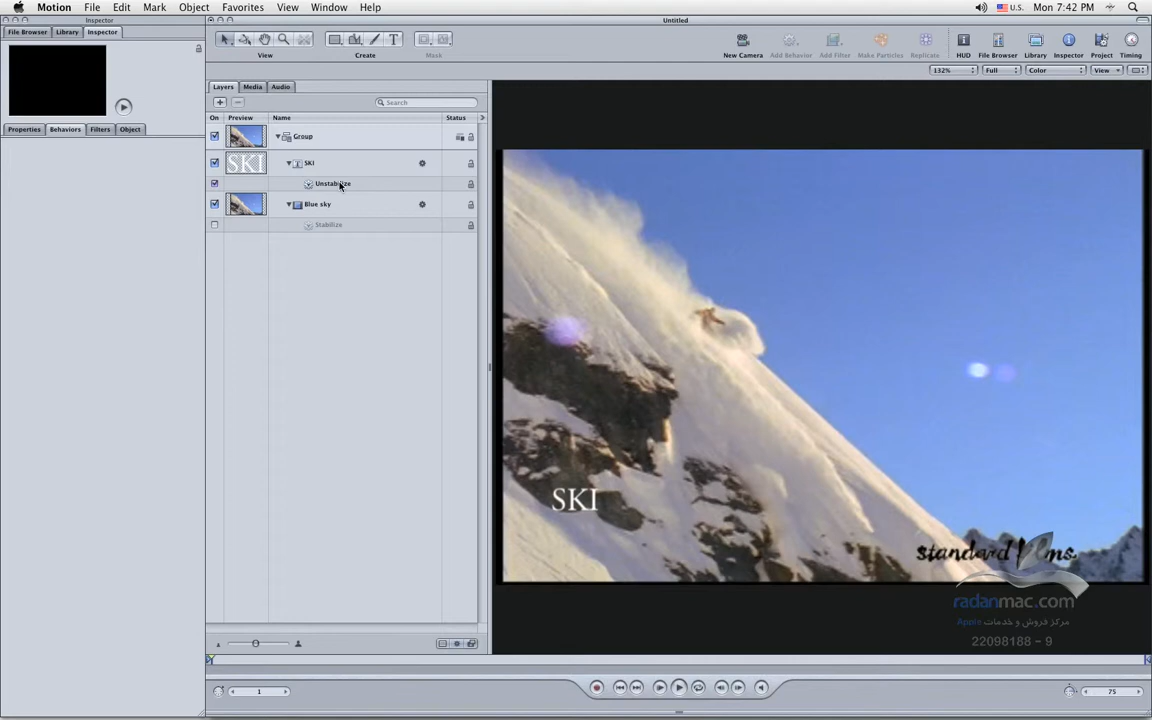 Motion File Edit Mark Object Favorites View Window Help
U.S. Mon 7:42 PM
Inspector
Untitled
File Browser Library Inspector
View
Create
Mask
New Camera Add Behavior Add Filter Make Particles Replicate
HUD File Browser Library Inspector Project Timing
132% Full Color View
Layers Media Audio
Search
On Preview Name Status
Properties Behaviors Filters Object
Group
SKI SKI
Unstabilize
Blue sky
Stabilize
SKI
standard films
radanmac.com
مرکز فروش و خدمات Apple
22098188 - 9
1
75